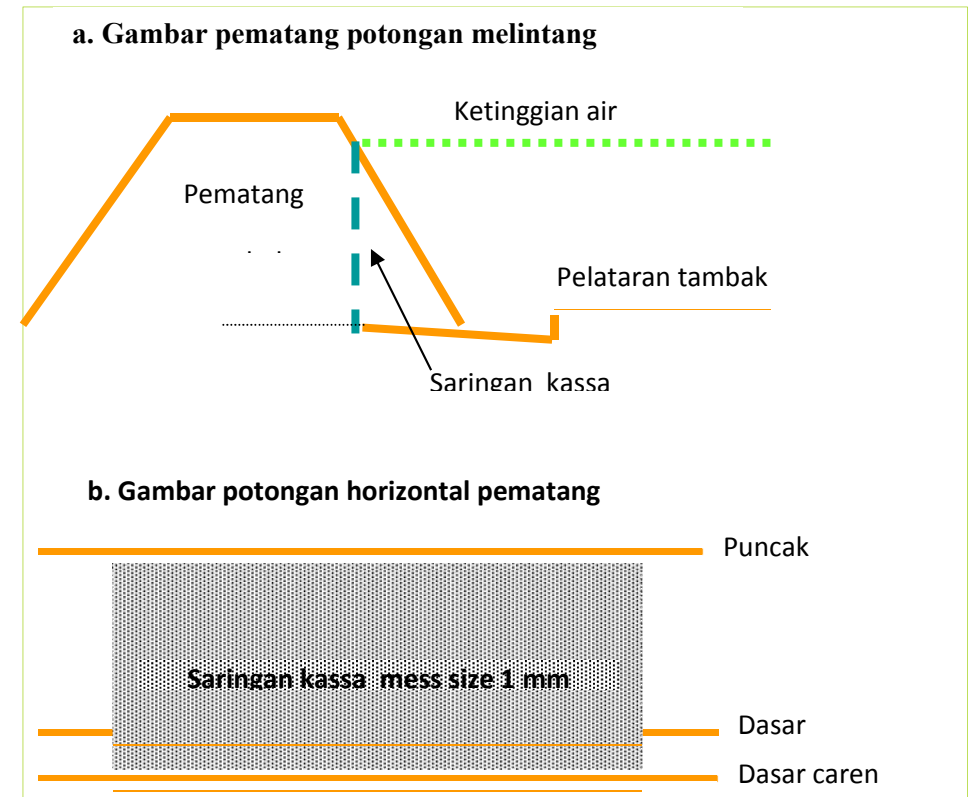 a. Gambar pematang potongan melintang
Ketinggian air
Pematang
Pelataran tambak
Saringan kassa
b. Gambar potongan horizontal pematang
Puncak
Saringan kassa mess size 1 mm
Dasar
Dasar caren